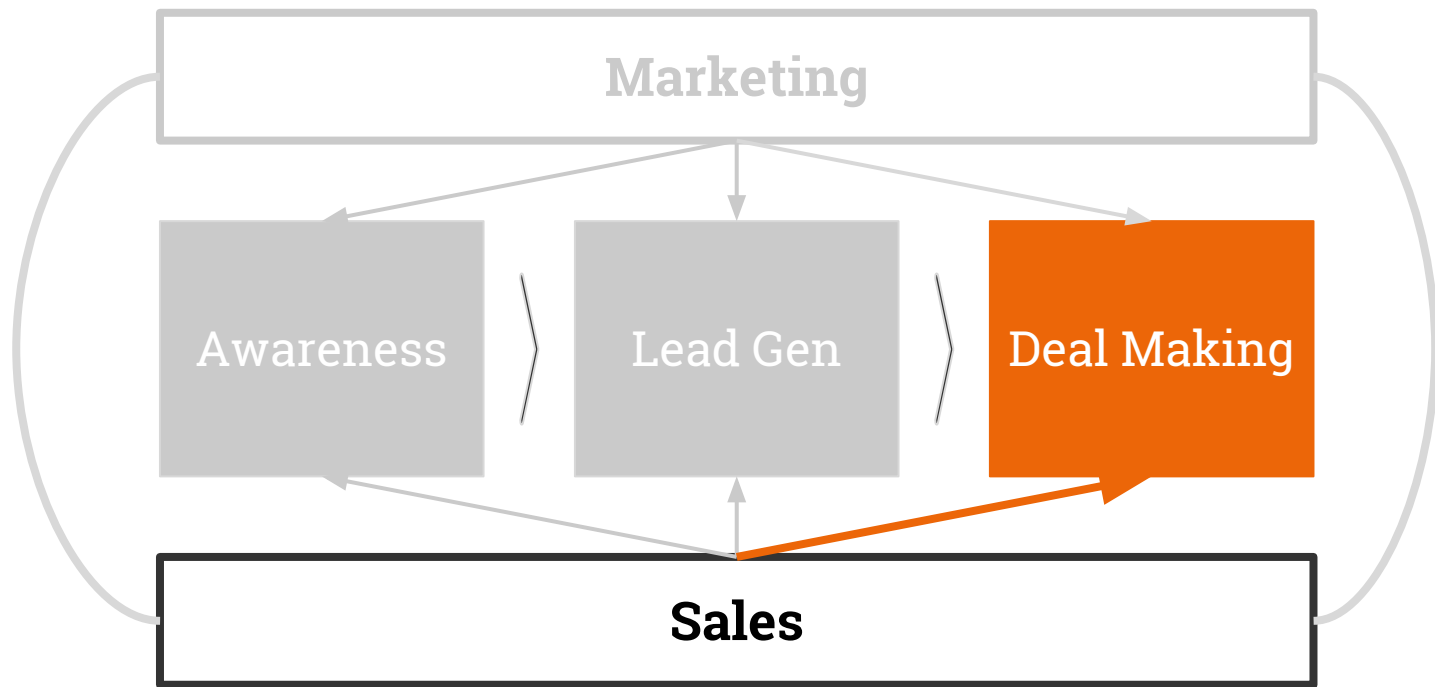 Marketing
Awareness
Lead Gen
Deal Making
Sales